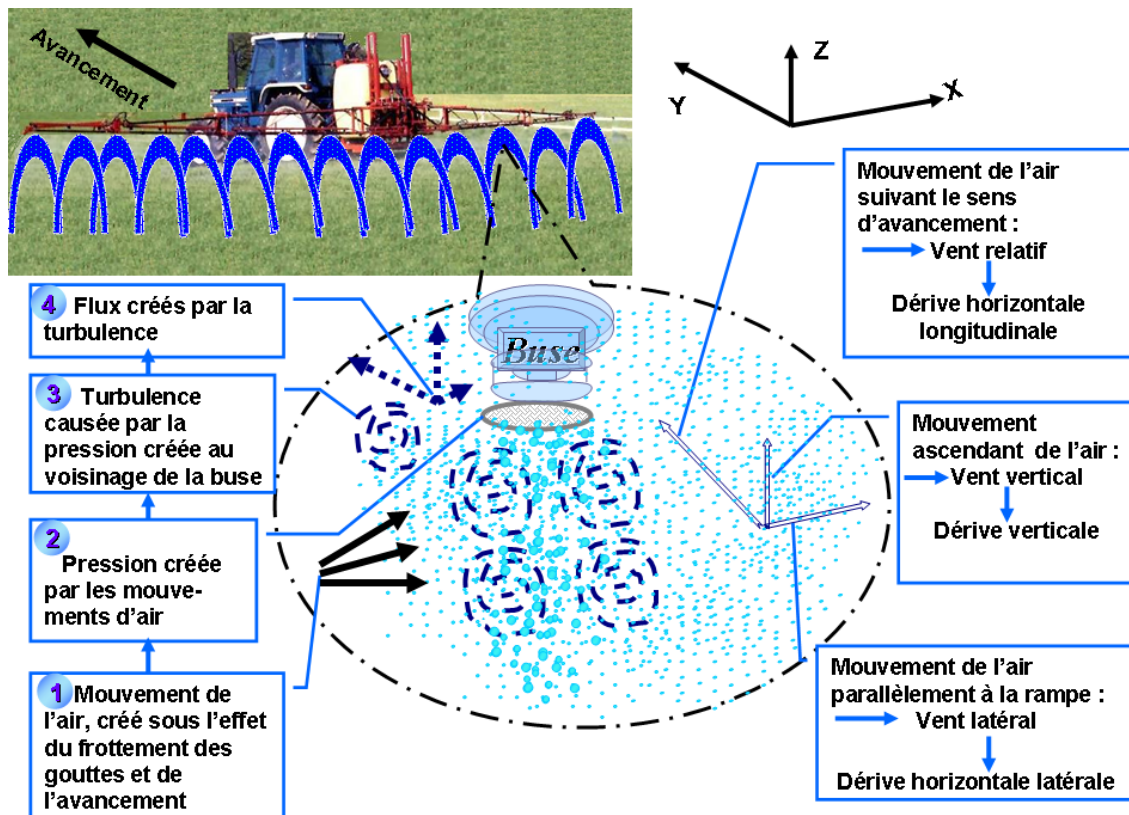 Avancement
Z
Y
X
Mouvement de l'air
suivant le sens
d'avancement :
Vent relatif
Dérive horizontale
longitudinale
4 Flux créés par la
turbulence
Buse
3 Turbulence
causée par la
pression créée au
voisinage de la buse
Mouvement
ascendant de l'air :
Vent vertical
Dérive verticale
2
Pression créée
par les mouve-
ments d'air
1 Mouvement de
l'air, créé sous l'effet
du frottement des
gouttes et de
l'avancement
Mouvement de l'air
parallèlement à la rampe :
Vent latéral
Dérive horizontale latérale